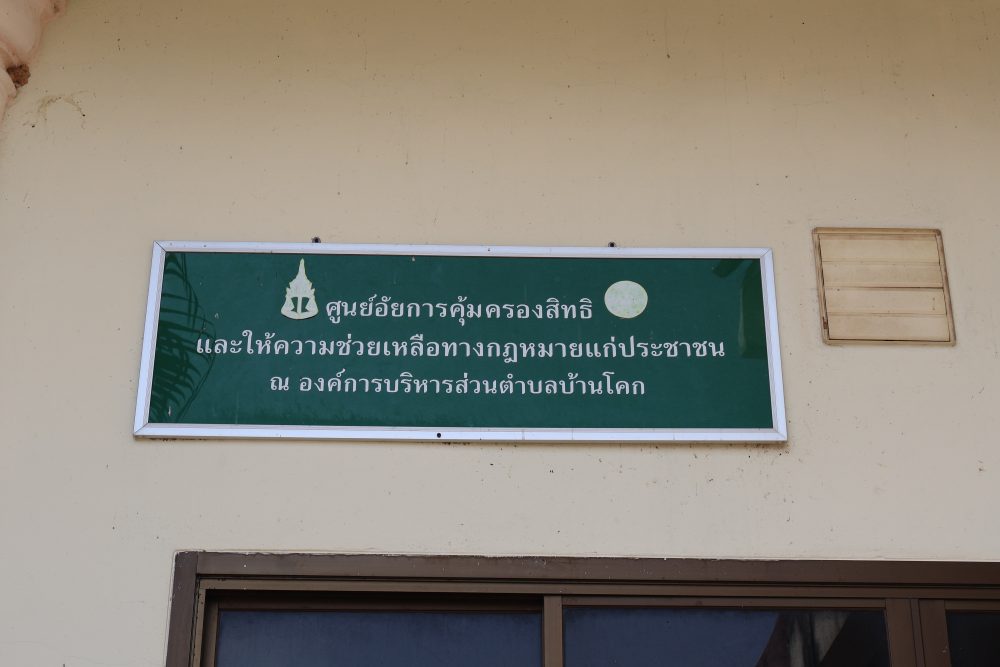 ศูนย์อัยการคุ้มครองสิทธิ
และให้ความช่วยเหลือทางกฎหมายแก่ประชาชน
ณ องค์การบริหารส่วนตำบลบ้านโคก